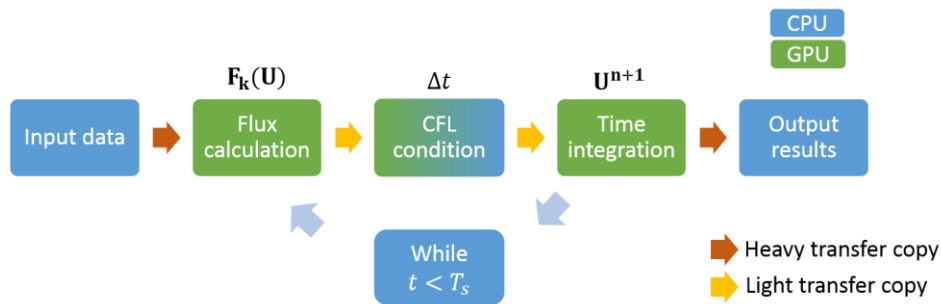 CPU
GPU
F_k(U)
Δt
U^{n+1}
Input data
Flux
calculation
CFL
condition
Time
integration
Output
results
While
t < T_s
Heavy transfer copy
Light transfer copy